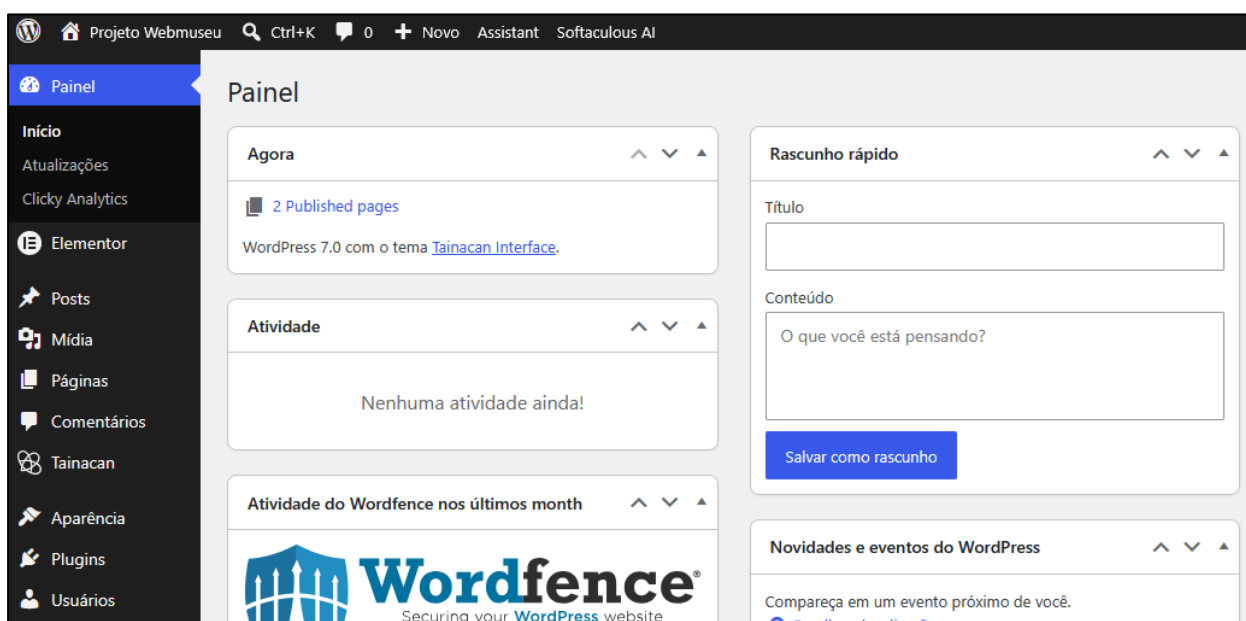 Projeto Webmuseu Ctrl+K 0 Novo Assistant Softaculous AI
Painel
Início
Atualizações
Clicky Analytics
Elementor
Posts
Mídia
Páginas
Comentários
Tainacan
Aparência
Plugins
Usuários
Painel
Agora
2 Published pages
WordPress 7.0 com o tema Tainacan Interface.
Atividade
Nenhuma atividade ainda!
Atividade do Wordfence nos últimos month
Wordfence®
Securing your WordPress website
Rascunho rápido
Título
Conteúdo
O que você está pensando?
Salvar como rascunho
Novidades e eventos do WordPress
Compareça em um evento próximo de você.